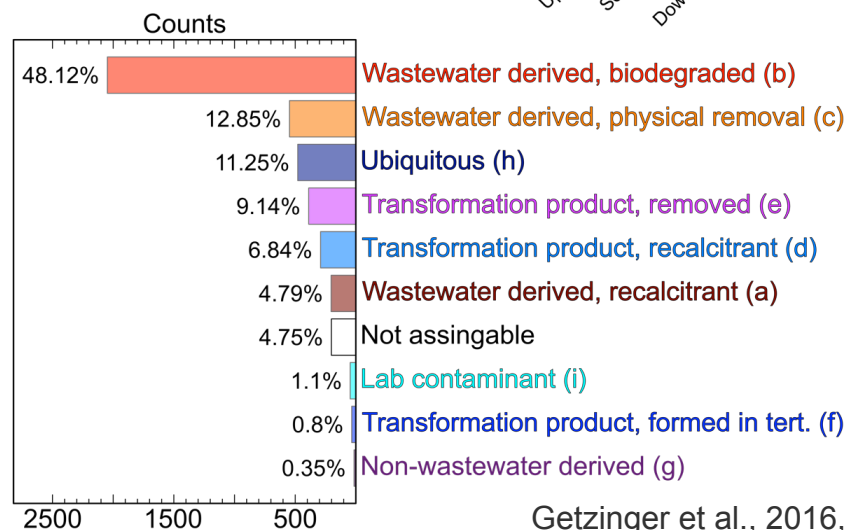 Counts
48.12% Wastewater derived, biodegraded (b)
12.85% Wastewater derived, physical removal (c)
11.25% Ubiquitous (h)
9.14% Transformation product, removed (e)
6.84% Transformation product, recalcitrant (d)
4.79% Wastewater derived, recalcitrant (a)
4.75% Not assingable
1.1% Lab contaminant (i)
0.8% Transformation product, formed in tert. (f)
0.35% Non-wastewater derived (g)
2500 1500 500
Getzinger et al., 2016,